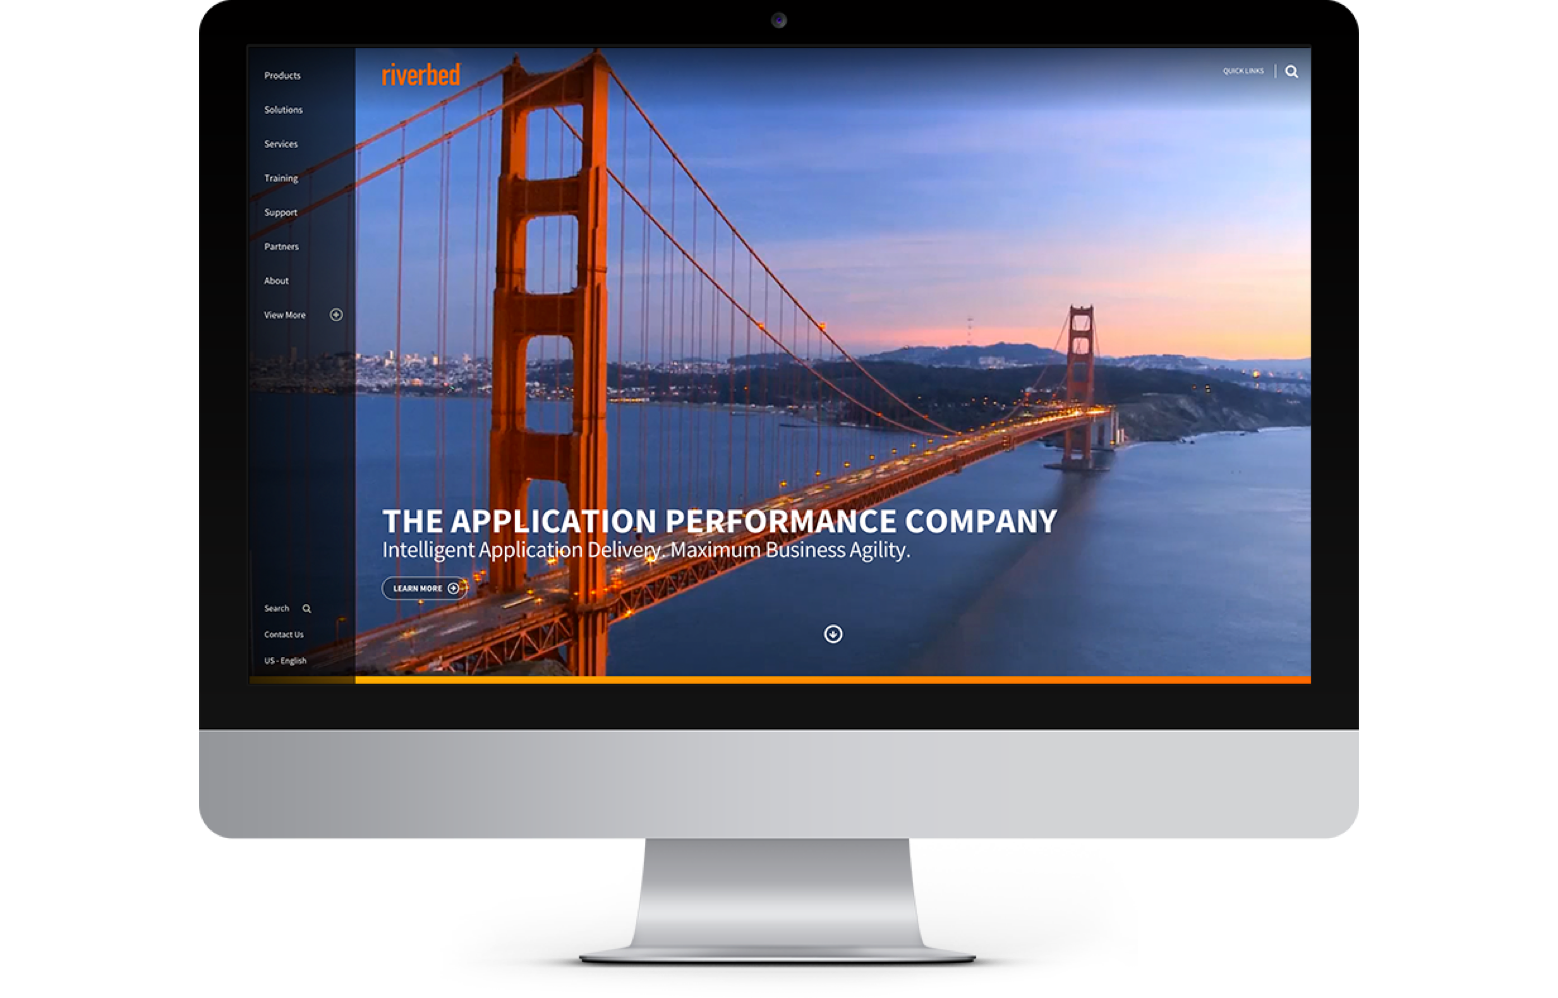 Products
Solutions
Services
Training
Support
Partners
About
View More
Search
Contact Us
US - English
riverbed
QUICK LINKS
THE APPLICATION PERFORMANCE COMPANY
Intelligent Application Delivery. Maximum Business Agility.
LEARN MORE